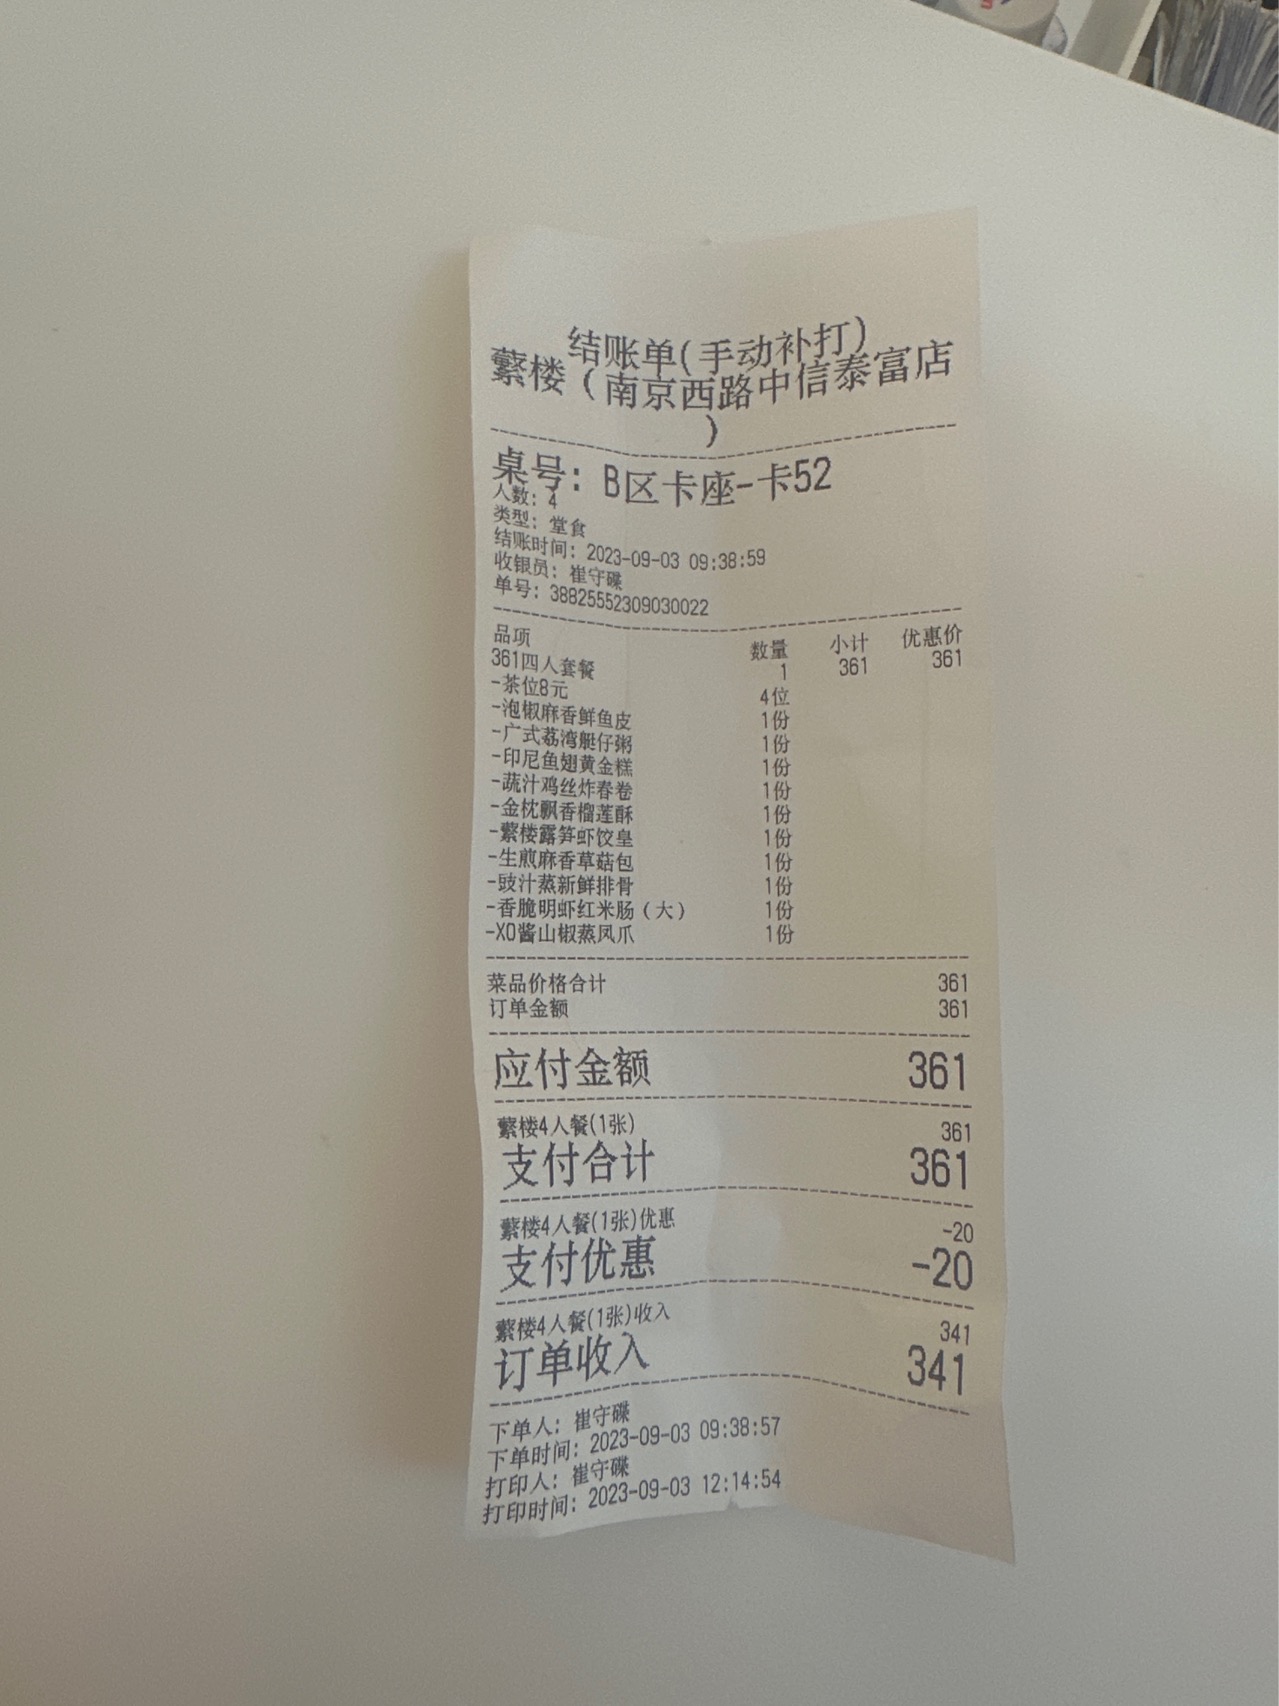 结账单(手动补打)
蘩楼（南京西路中信泰富店
）
桌号: B区卡座-卡52
人数: 4
类型: 堂食
结账时间: 2023-09-03 09:38:59
收银员: 崔守碟
单号: 38825552309030022
品项 数量 小计 优惠价
361四人套餐 1 361 361
-茶位8元 4位
-泡椒麻香鲜鱼皮 1份
-广式荔湾艇仔粥 1份
-印尼鱼翅黄金糕 1份
-蔬汁鸡丝炸春卷 1份
-金枕飘香榴莲酥 1份
-蘩楼露笋虾饺皇 1份
-生煎麻香草菇包 1份
-豉汁蒸新鲜排骨 1份
-香脆明虾红米肠（大） 1份
-XO酱山椒蒸凤爪 1份
菜品价格合计 361
订单金额 361
应付金额 361
蘩楼4人餐(1张) 361
支付合计 361
蘩楼4人餐(1张)优惠 -20
支付优惠 -20
蘩楼4人餐(1张)收入 341
订单收入 341
下单人: 崔守碟
下单时间: 2023-09-03 09:38:57
打印人: 崔守碟
打印时间: 2023-09-03 12:14:54